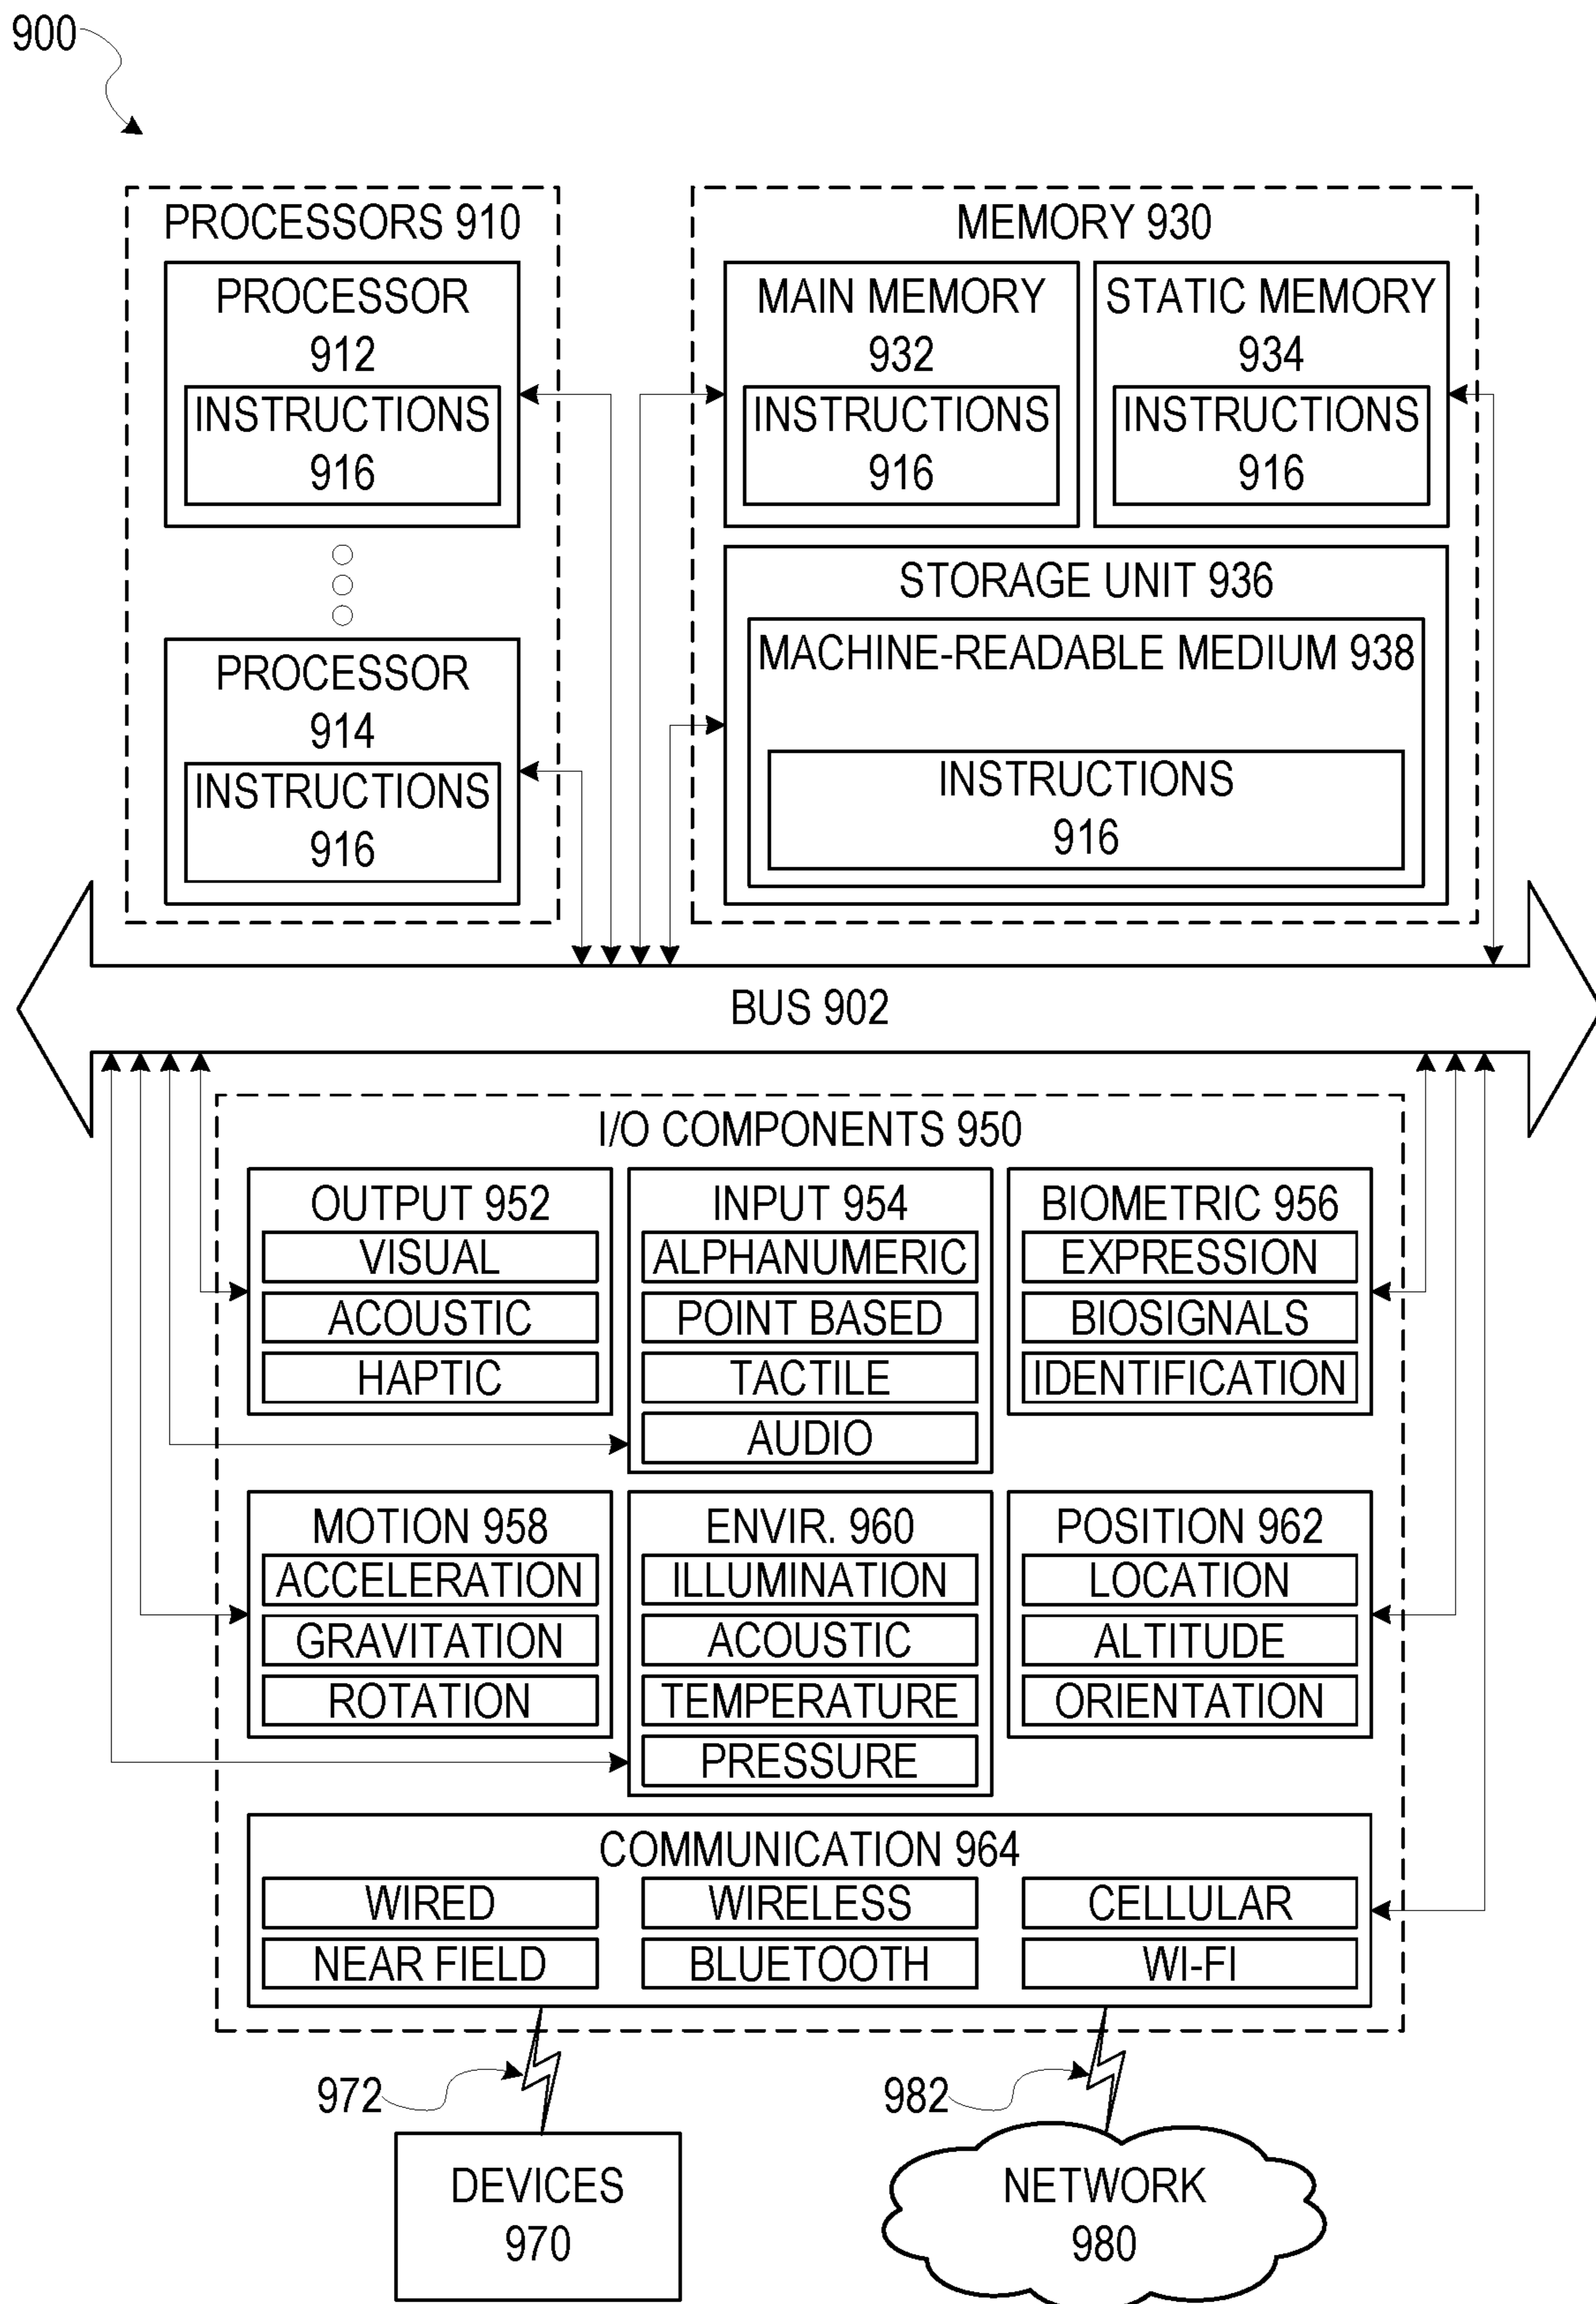 900
PROCESSORS 910
PROCESSOR
912
INSTRUCTIONS
916
PROCESSOR
914
INSTRUCTIONS
916
MEMORY 930
MAIN MEMORY
932
INSTRUCTIONS
916
STATIC MEMORY
934
INSTRUCTIONS
916
STORAGE UNIT 936
MACHINE-READABLE MEDIUM 938
INSTRUCTIONS
916
BUS 902
I/O COMPONENTS 950
OUTPUT 952
VISUAL
ACOUSTIC
HAPTIC
INPUT 954
ALPHANUMERIC
POINT BASED
TACTILE
AUDIO
BIOMETRIC 956
EXPRESSION
BIOSIGNALS
IDENTIFICATION
MOTION 958
ACCELERATION
GRAVITATION
ROTATION
ENVIR. 960
ILLUMINATION
ACOUSTIC
TEMPERATURE
PRESSURE
POSITION 962
LOCATION
ALTITUDE
ORIENTATION
COMMUNICATION 964
WIRED
WIRELESS
CELLULAR
NEAR FIELD
BLUETOOTH
WI-FI
972
982
DEVICES
970
NETWORK
980